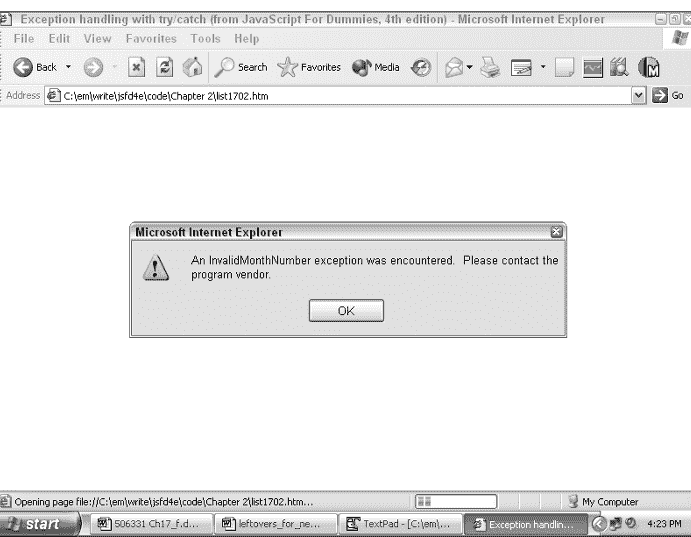 Exception handling with try/catch (from JavaScript For Dummies, 4th edition) - Microsoft Internet Explorer
File Edit View Favorites Tools Help
Back Search Favorites Media
Address C:\em\write\jsfd4e\code\Chapter 2\list1702.htm Go
Microsoft Internet Explorer
An InvalidMonthNumber exception was encountered. Please contact the
program vendor.
OK
Opening page file://C:\em\write\jsfd4e\code\Chapter 2\list1702.htm... My Computer
start 506331 Ch17_f.d... leftovers_for_ne... TextPad - [C:\em\... Exception handlin... 4:23 PM